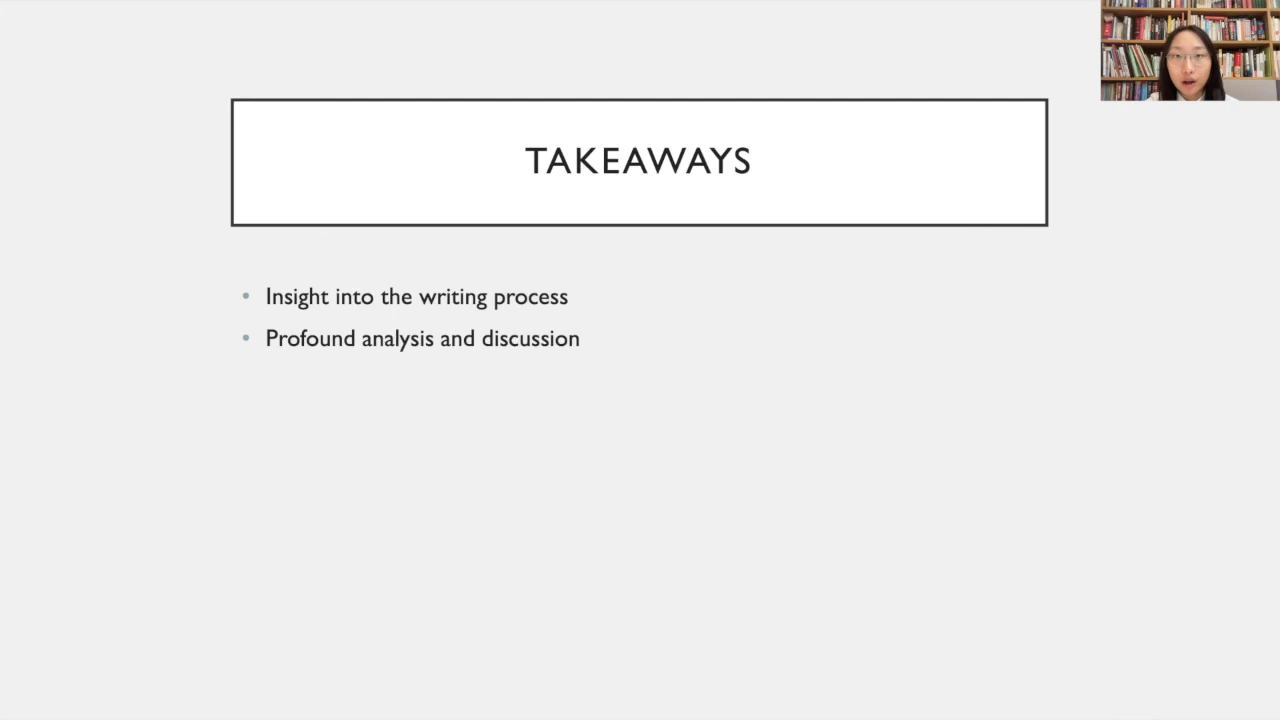 TAKEAWAYS
• Insight into the writing process
• Profound analysis and discussion